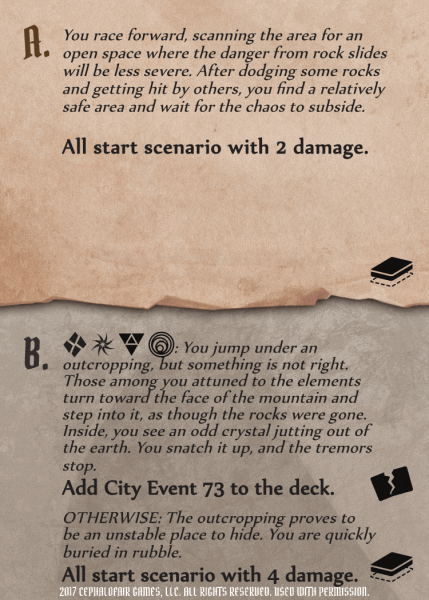 A. You race forward, scanning the area for an
open space where the danger from rock slides
will be less severe. After dodging some rocks
and getting hit by others, you find a relatively
safe area and wait for the chaos to subside.
All start scenario with 2 damage.
B. : You jump under an
outcropping, but something is not right.
Those among you attuned to the elements
turn toward the face of the mountain and
step into it, as though the rocks were gone.
Inside, you see an odd crystal jutting out of
the earth. You snatch it up, and the tremors
stop.
Add City Event 73 to the deck.
OTHERWISE: The outcropping proves to
be an unstable place to hide. You are quickly
buried in rubble.
All start scenario with 4 damage.
2017 CEPHALOFAIR GAMES, LLC. ALL RIGHTS RESERVED. USED WITH PERMISSION.